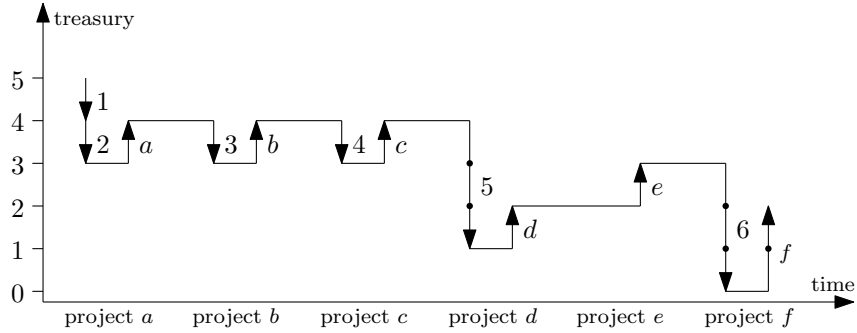 treasury
5
1
4
2
a
3
b
4
c
3
5
2
d
e
6
1
f
0
time
project a
project b
project c
project d
project e
project f